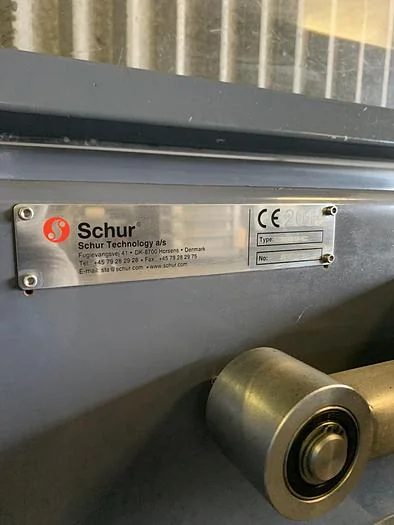 Schur®
Schur Technology a/s
Fuglevangsvej 41 • DK-8700 Horsens • Denmark
Tel. +45 79 28 29 28 • Fax +45 79 28 29 75
E-mail: sta@schur.com • www.schur.com
CE
Type:
No: